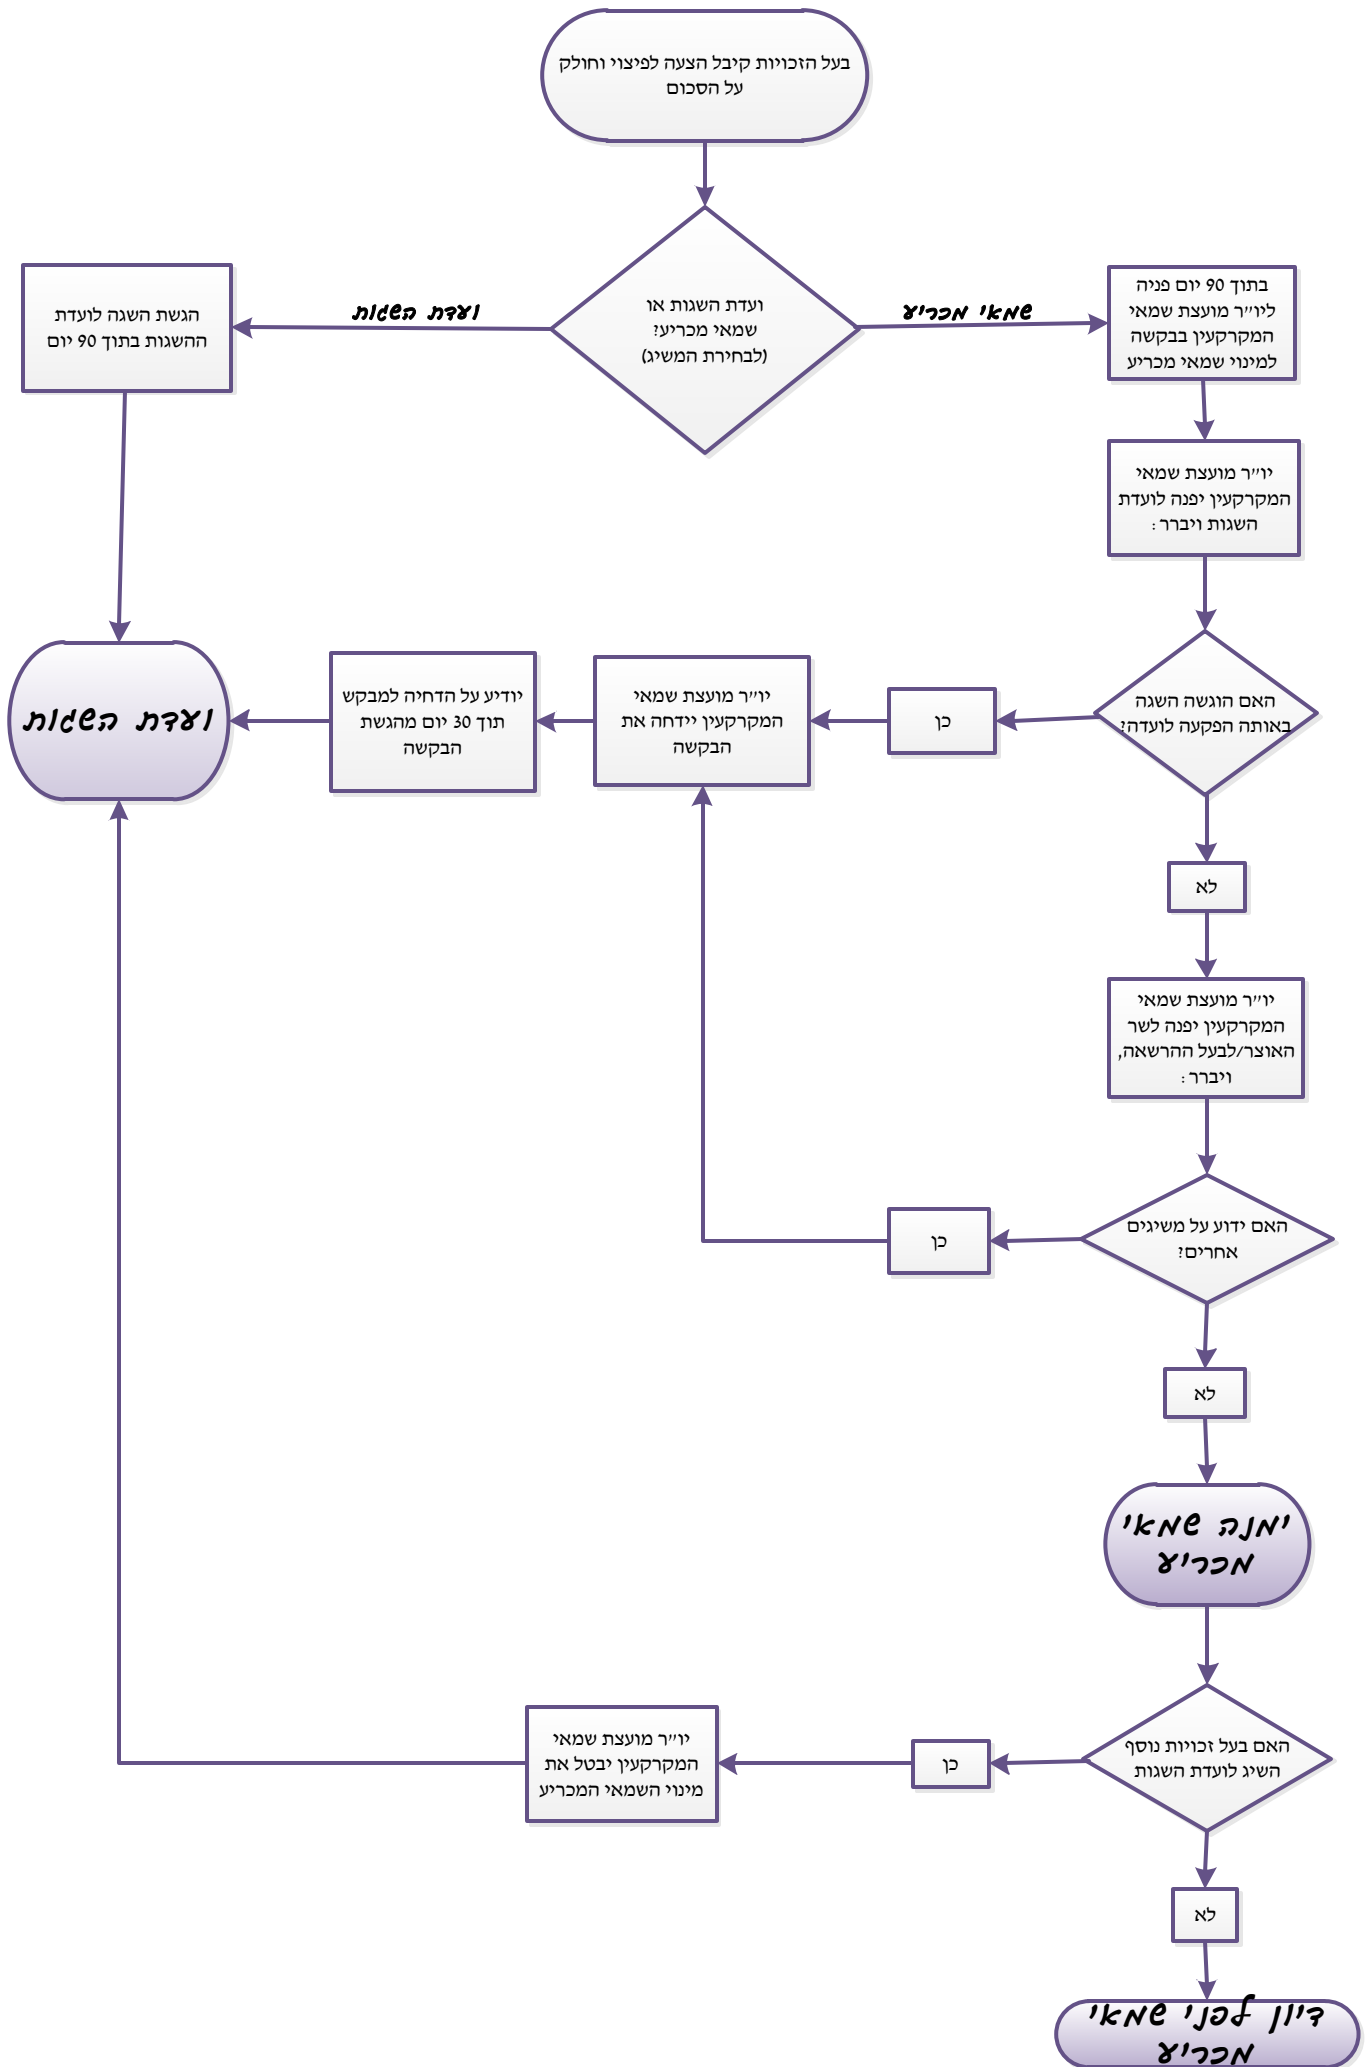 בעל הזכויות קיבל הצעה לפיצוי וחולק
על הסכום
ועדת השגות או
שמאי מכריע?
(לבחירת המשיג)
שמאי מכריע
ועדת השגות
בתוך 90 יום פניה
ליו"ר מועצת שמאי
המקרקעין בבקשה
למינוי שמאי מכריע
הגשת השגה לועדת
ההשגות בתוך 90 יום
יו"ר מועצת שמאי
המקרקעין יפנה לועדת
השגות ויברר:
האם הוגשה השגה
באותה הפקעה לועדה?
כן
יו"ר מועצת שמאי
המקרקעין יידחה את
הבקשה
יודיע על הדחיה למבקש
תוך 30 יום מהגשת
הבקשה
ועדת השגות
לא
יו"ר מועצת שמאי
המקרקעין יפנה לשר
האוצר/לבעל ההרשאה,
ויברר:
האם ידוע על משיגים
אחרים?
כן
לא
ימנה שמאי
מכריע
האם בעל זכויות נוסף
השיג לועדת השגות
כן
יו"ר מועצת שמאי
המקרקעין יבטל את
מינוי השמאי המכריע
לא
דיון לפני שמאי
מכריע